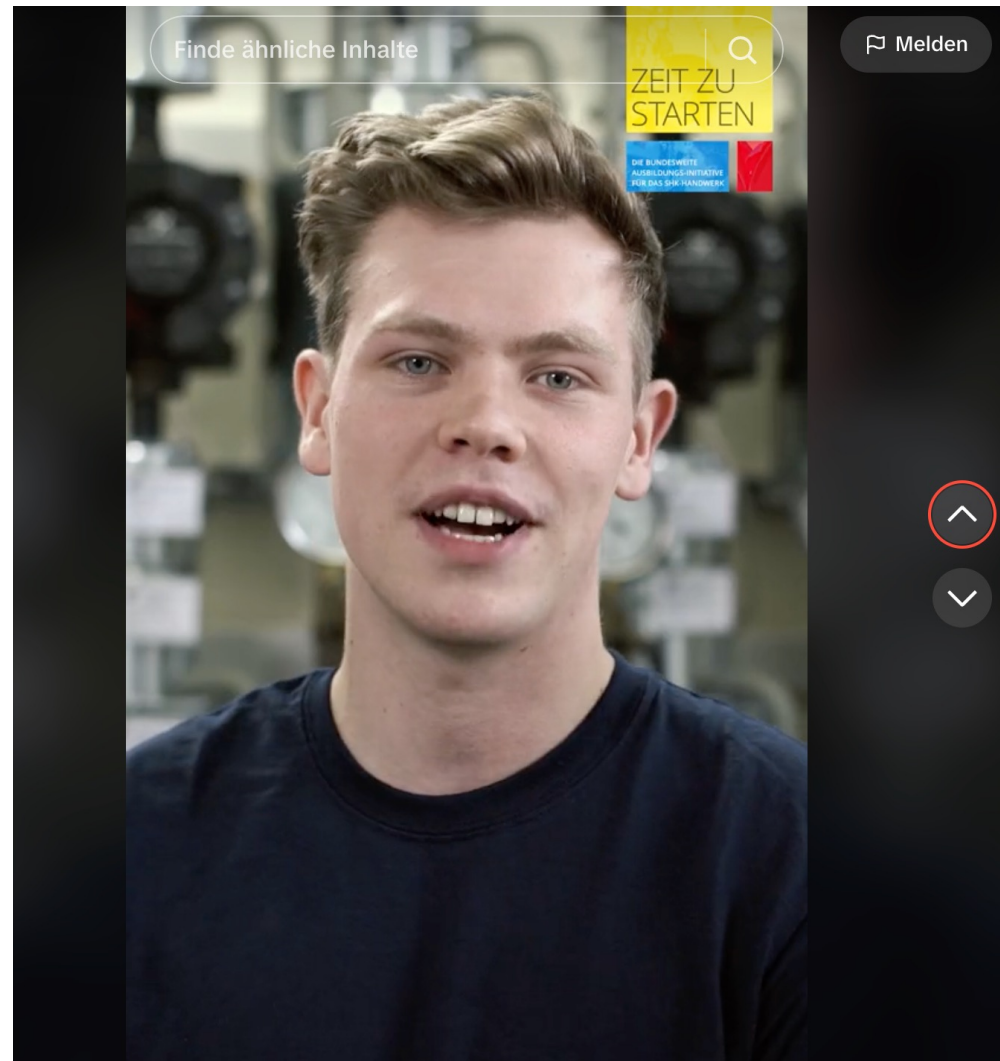 Finde ähnliche Inhalte
Melden
ZEIT ZU
STARTEN
DIE BUNDESWEITE
AUSBILDUNGS-INITIATIVE
FÜR DAS SHK-HANDWERK